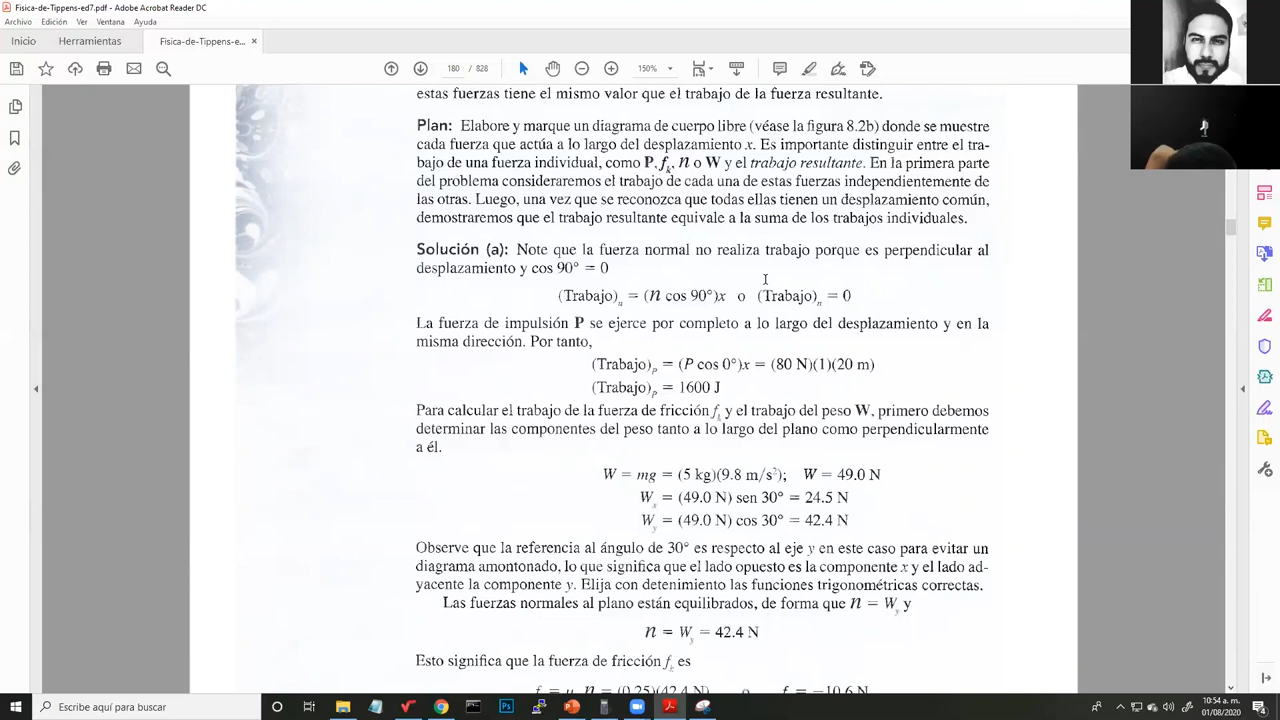 Fisica-de-Tippens-ed7.pdf - Adobe Acrobat Reader DC
Archivo Edición Ver Ventana Ayuda
Inicio Herramientas Fisica-de-Tippens-e... ×
180 / 828 150%
estas fuerzas tiene el mismo valor que el trabajo de la fuerza resultante.
Plan: Elabore y marque un diagrama de cuerpo libre (véase la figura 8.2b) donde se muestre
cada fuerza que actúa a lo largo del desplazamiento x. Es importante distinguir entre el tra-
bajo de una fuerza individual, como P, fk, n o W y el trabajo resultante. En la primera parte
del problema consideraremos el trabajo de cada una de estas fuerzas independientemente de
las otras. Luego, una vez que se reconozca que todas ellas tienen un desplazamiento común,
demostraremos que el trabajo resultante equivale a la suma de los trabajos individuales.
Solución (a): Note que la fuerza normal no realiza trabajo porque es perpendicular al
desplazamiento y cos 90° = 0
(Trabajo)n = (n cos 90°)x o (Trabajo)n = 0
La fuerza de impulsión P se ejerce por completo a lo largo del desplazamiento y en la
misma dirección. Por tanto,
(Trabajo)P = (P cos 0°)x = (80 N)(1)(20 m)
(Trabajo)P = 1600 J
Para calcular el trabajo de la fuerza de fricción fk y el trabajo del peso W, primero debemos
determinar las componentes del peso tanto a lo largo del plano como perpendicularmente
a él.
W = mg = (5 kg)(9.8 m/s²); W = 49.0 N
Wx = (49.0 N) sen 30° = 24.5 N
Wy = (49.0 N) cos 30° = 42.4 N
Observe que la referencia al ángulo de 30° es respecto al eje y en este caso para evitar un
diagrama amontonado, lo que significa que el lado opuesto es la componente x y el lado ad-
yacente la componente y. Elija con detenimiento las funciones trigonométricas correctas.
Las fuerzas normales al plano están equilibrados, de forma que n = Wy y
n = Wy = 42.4 N
Esto significa que la fuerza de fricción fk es
fk = μk n = (0.25)(42.4 N) o fk = −10.6 N
Escribe aquí para buscar
10:54 a. m.
01/08/2020
4